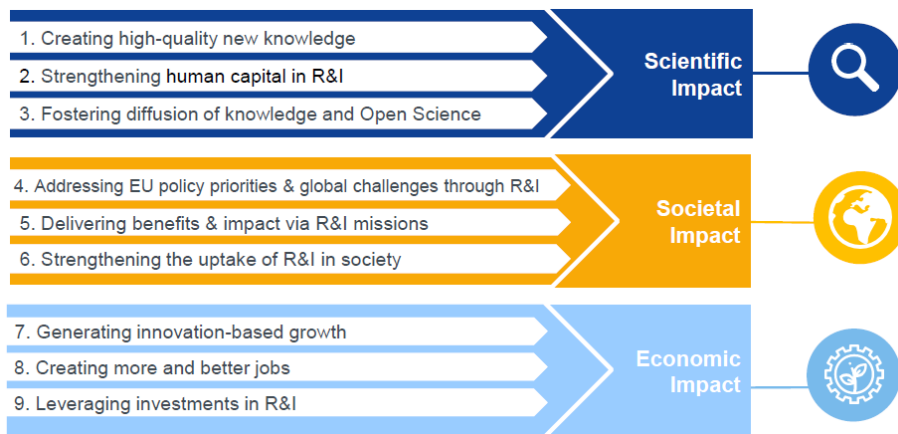 1. Creating high-quality new knowledge
2. Strengthening human capital in R&I
3. Fostering diffusion of knowledge and Open Science
Scientific
Impact
4. Addressing EU policy priorities & global challenges through R&I
5. Delivering benefits & impact via R&I missions
6. Strengthening the uptake of R&I in society
Societal
Impact
7. Generating innovation-based growth
8. Creating more and better jobs
9. Leveraging investments in R&I
Economic
Impact